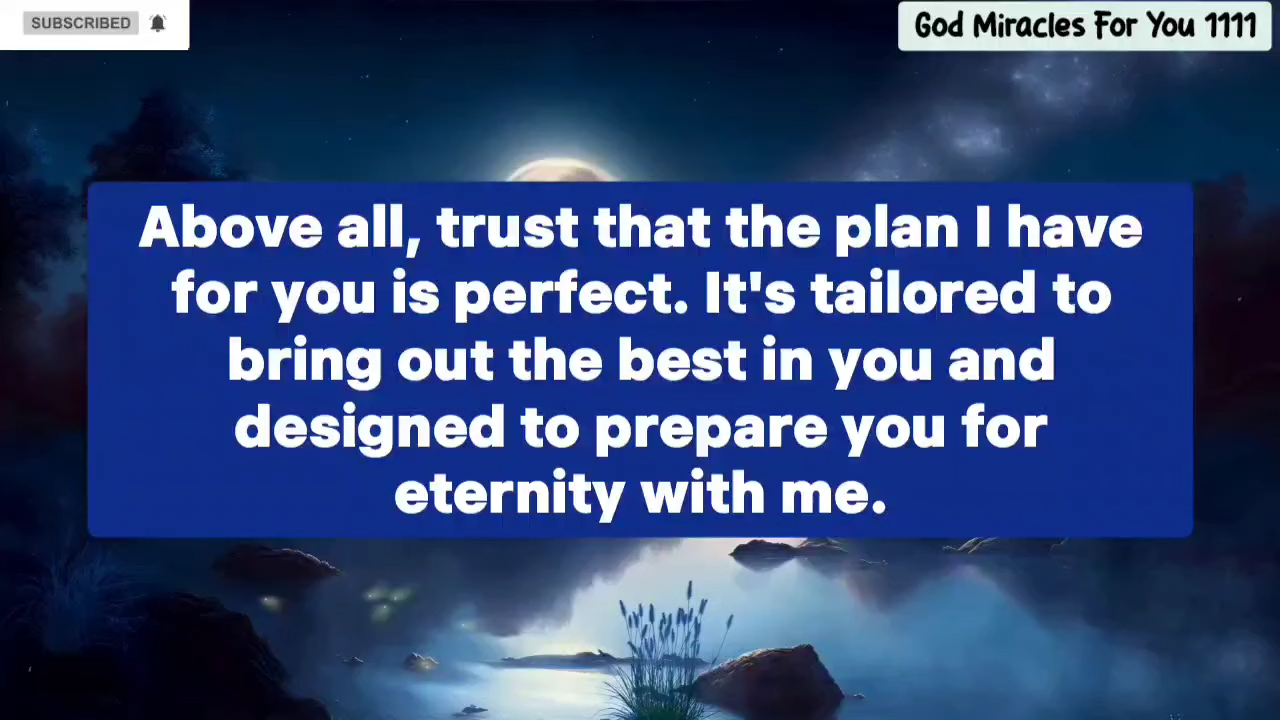 SUBSCRIBED
God Miracles For You 1111
Above all, trust that the plan I have
for you is perfect. It's tailored to
bring out the best in you and
designed to prepare you for
eternity with me.